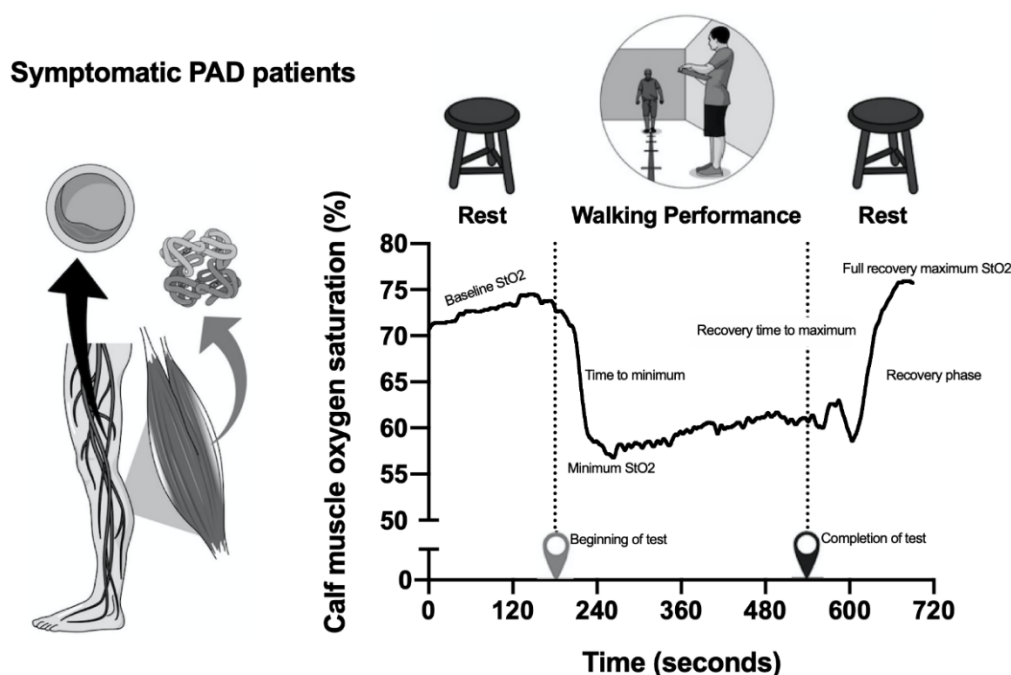 Symptomatic PAD patients
Rest
Walking Performance
Rest
Calf muscle oxygen saturation (%)
80
75
70
65
60
55
50
0
Baseline StO2
Full recovery maximum StO2
Recovery time to maximum
Time to minimum
Recovery phase
Minimum StO2
Beginning of test
Completion of test
0
120
240
360
480
600
720
Time (seconds)